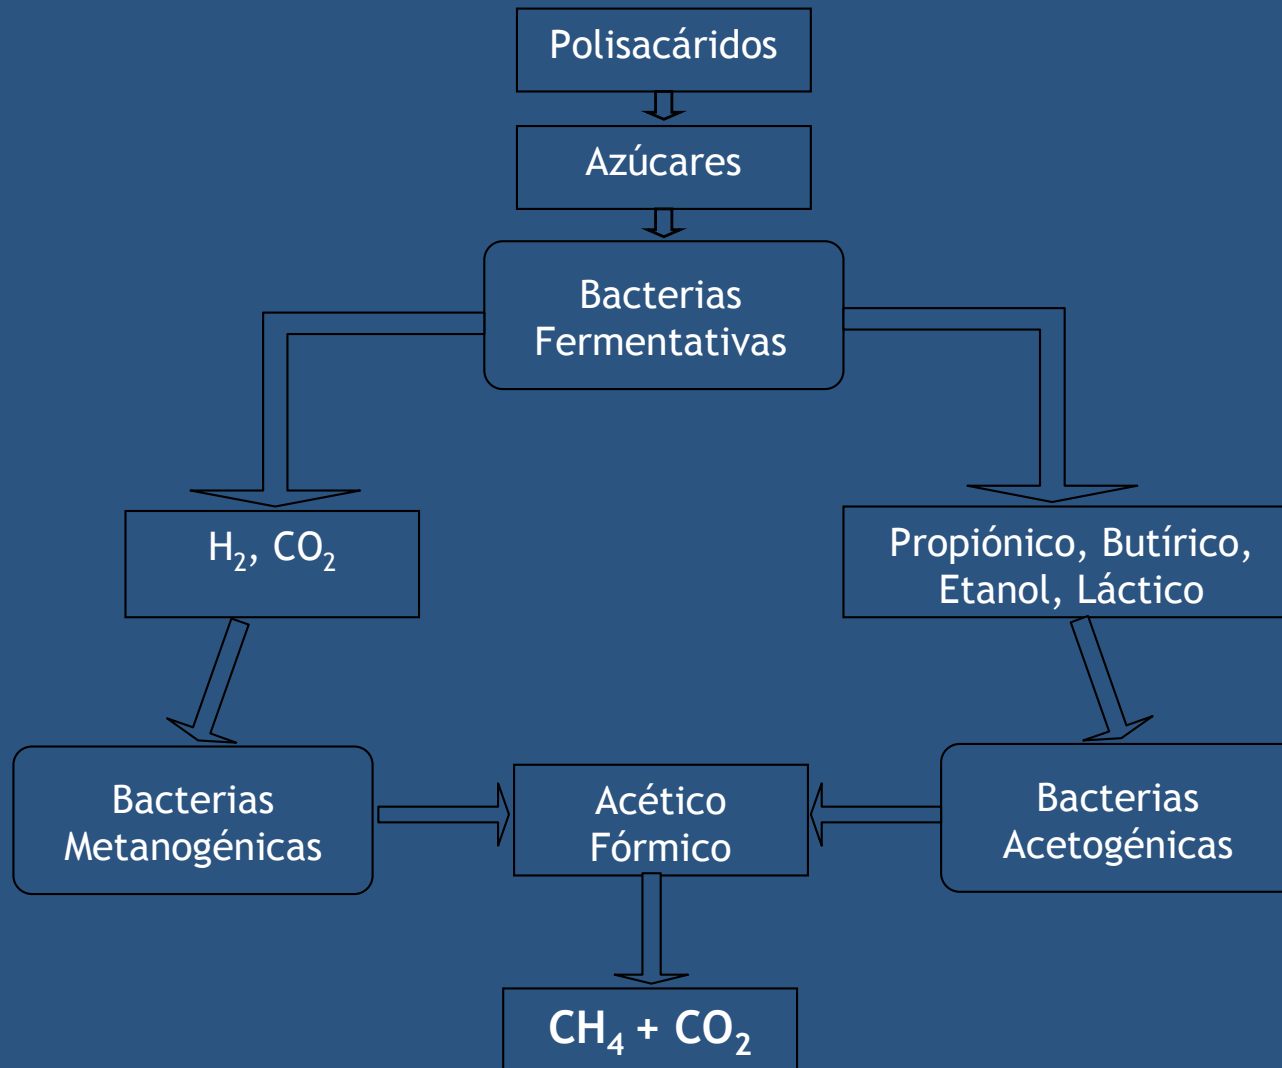 Polisacáridos
Azúcares
Bacterias
Fermentativas
H₂, CO₂
Propiónico, Butírico,
Etanol, Láctico
Bacterias
Metanogénicas
Acético
Fórmico
Bacterias
Acetogénicas
CH₄ + CO₂